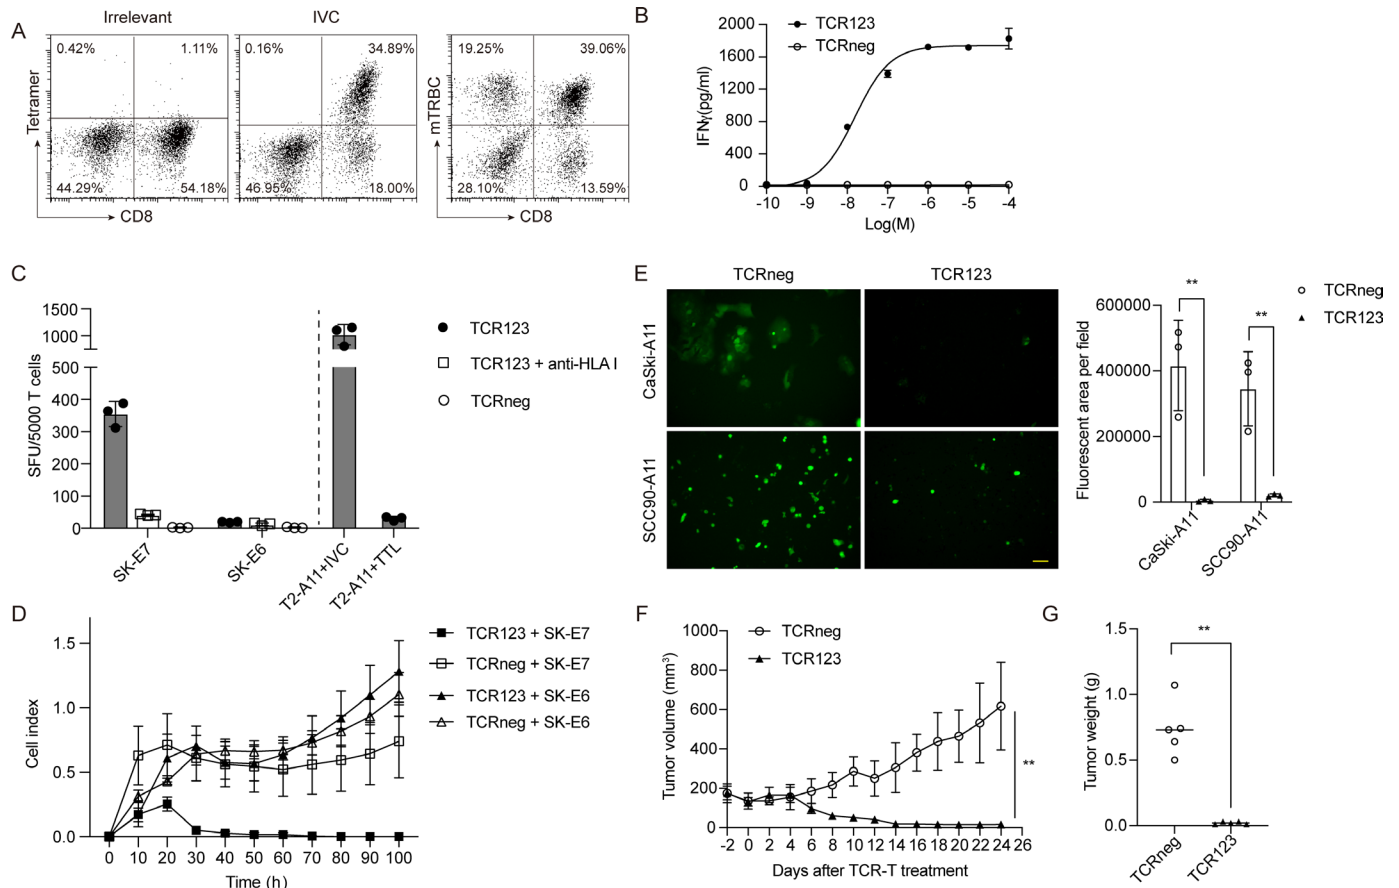 A
Irrelevant
IVC
0.42%
1.11%
44.29%
54.18%
0.16%
34.89%
46.95%
18.00%
19.25%
39.06%
28.10%
13.59%
Tetramer
CD8
mTRBC
CD8
B
TCR123
TCRneg
IFNγ(pg/ml)
2000
1600
1200
800
400
0
-10 -9 -8 -7 -6 -5 -4
Log(M)
C
SFU/5000 T cells
1500
1000
500
500
400
300
200
100
0
SK-E7
SK-E6
T2-A11+IVC
T2-A11+TTL
TCR123
TCR123 + anti-HLA I
TCRneg
E
TCRneg
TCR123
CaSki-A11
SCC90-A11
Fluorescent area per field
600000
400000
200000
0
**
**
CaSki-A11
SCC90-A11
TCRneg
TCR123
D
Cell index
1.5
1.0
0.5
0.0
0 10 20 30 40 50 60 70 80 90 100
Time (h)
TCR123 + SK-E7
TCRneg + SK-E7
TCR123 + SK-E6
TCRneg + SK-E6
F
Tumor volume (mm³)
1000
800
600
400
200
0
TCRneg
TCR123
**
-2 0 2 4 6 8 10 12 14 16 18 20 22 24 26
Days after TCR-T treatment
G
Tumor weight (g)
1.5
1.0
0.5
0.0
**
TCRneg
TCR123